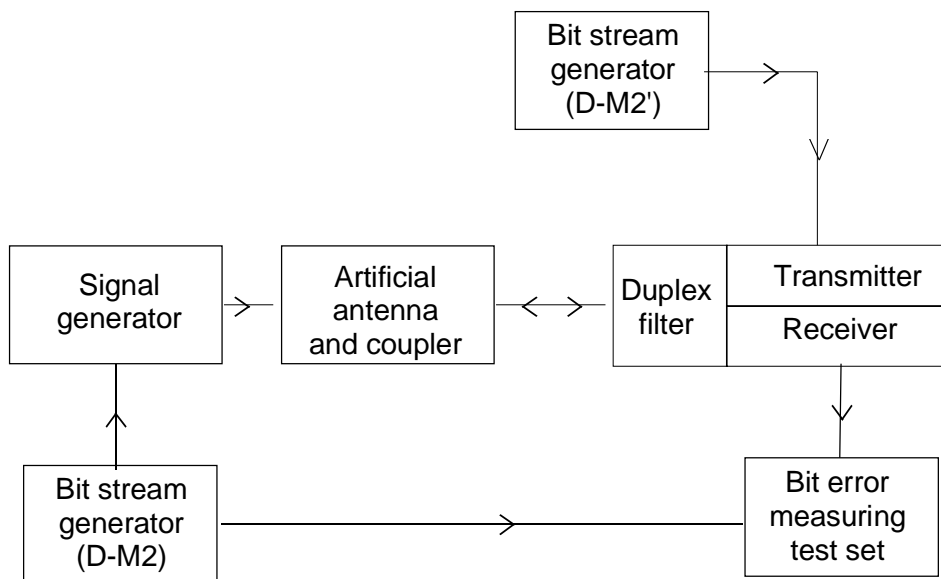 Bit stream
generator
(D-M2')
Signal
generator
Artificial
antenna
and coupler
Duplex
filter
Transmitter
Receiver
Bit stream
generator
(D-M2)
Bit error
measuring
test set